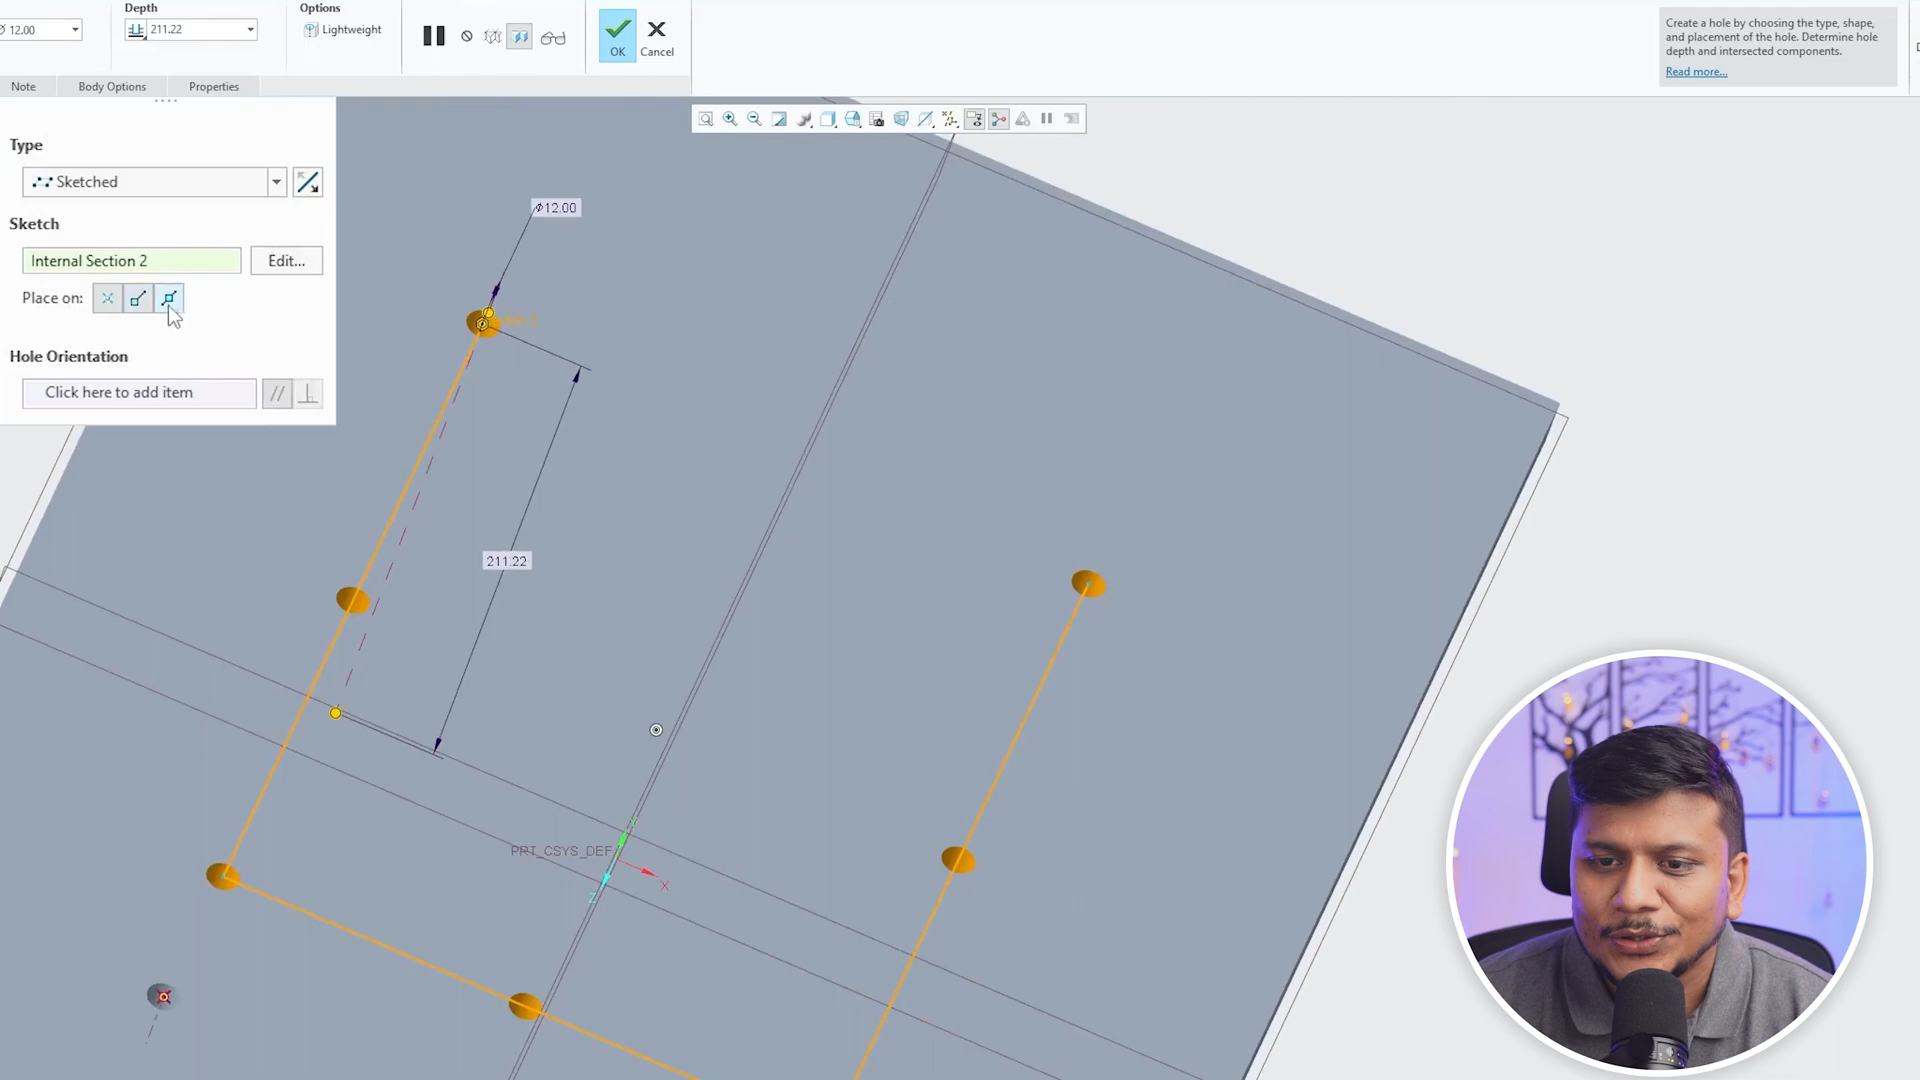 Depth
Options
Ø 12.00
211.22
Lightweight
OK
Cancel
Create a hole by choosing the type, shape,
and placement of the hole. Determine hole
depth and intersected components.
Read more...
Note
Body Options
Properties
Type
Sketched
Sketch
Internal Section 2
Edit...
Place on:
Hole Orientation
Click here to add item
Ø12.00
211.22
PRT_CSYS_DEF
Y
X
Z